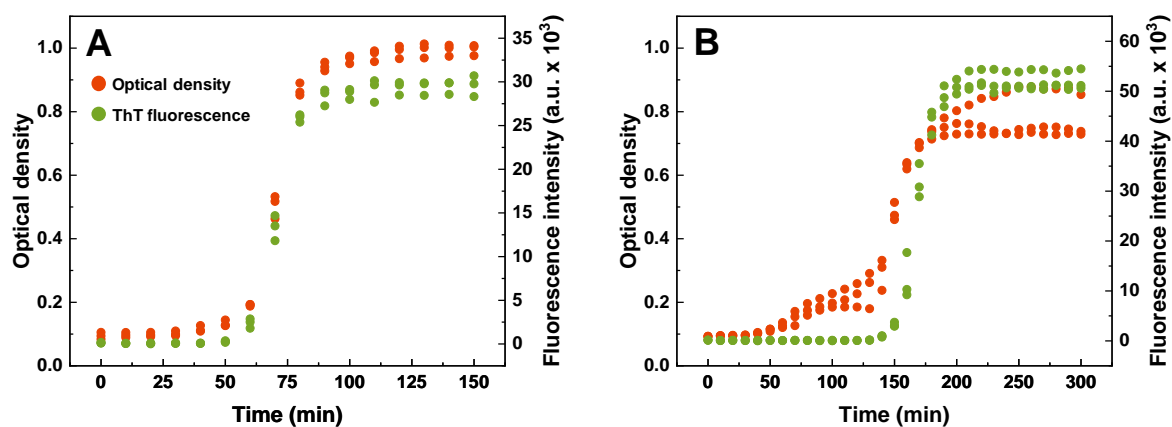 A
Optical density
ThT fluorescence
Optical density
0.0
0.2
0.4
0.6
0.8
1.0
0 25 50 75 100 125 150
Time (min)
0
5
10
15
20
25
30
35
Fluorescence intensity (a.u. x 10³)
B
Optical density
0.0
0.2
0.4
0.6
0.8
1.0
0 50 100 150 200 250 300
Time (min)
0
10
20
30
40
50
60
Fluorescence intensity (a.u. x 10³)